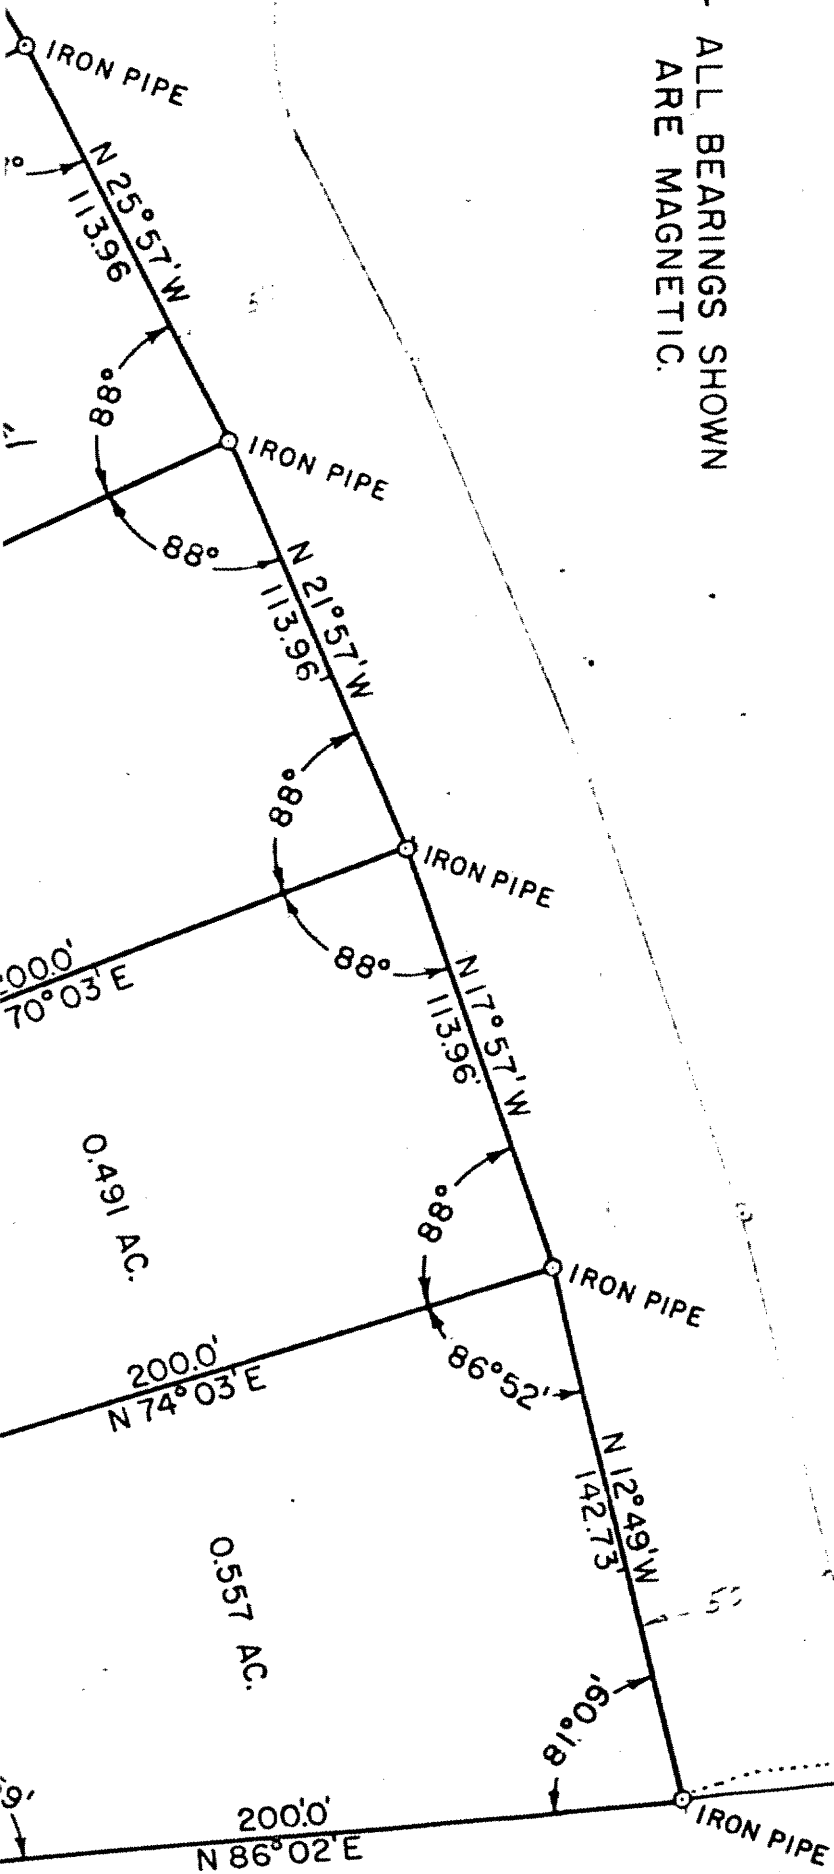 ALL BEARINGS SHOWN
ARE MAGNETIC.
IRON PIPE
N 25°57'W
113.96
88°
IRON PIPE
88°
N 21°57'W
113.96'
88°
IRON PIPE
88°
N 17°57'W
113.96'
00.0'
70°03'E
0.491 AC.
88°
IRON PIPE
86°52'
200.0'
N 74°03'E
N 12°49'W
142.73'
0.557 AC.
81°09'
9'
200.0'
N 86°02'E
IRON PIPE